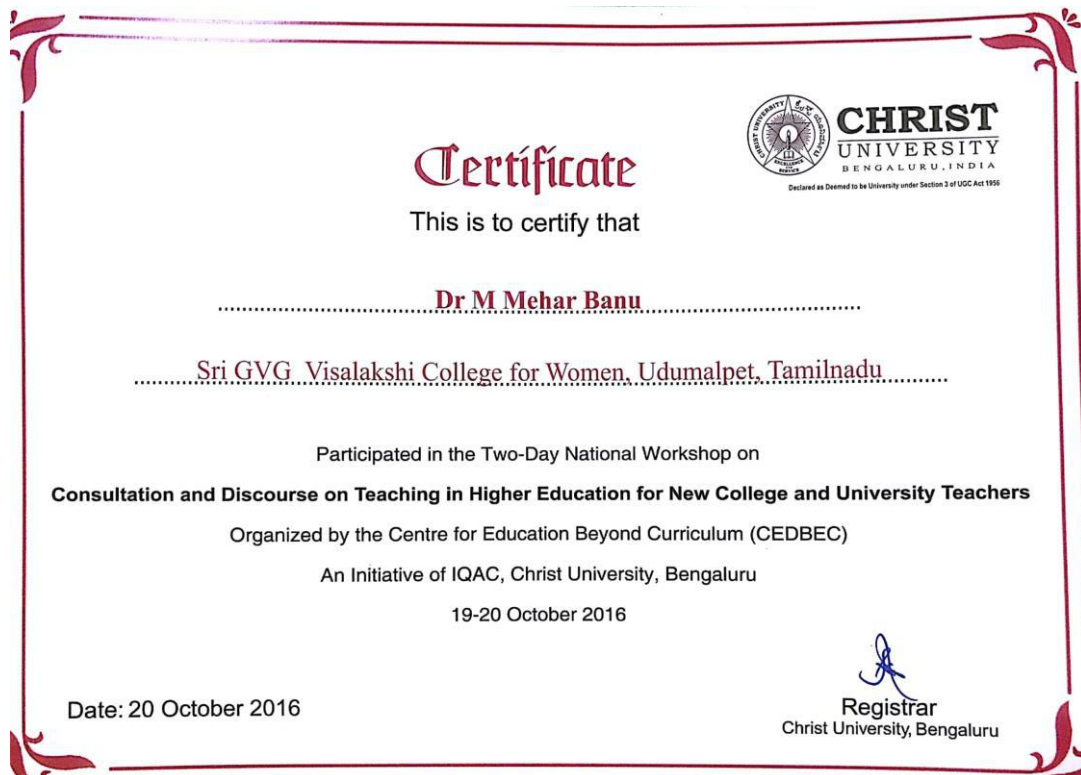 CHRIST
UNIVERSITY
BENGALURU, INDIA
Declared as Deemed to be University under Section 3 of UGC Act 1956
Certificate
This is to certify that
Dr M Mehar Banu
Sri GVG Visalakshi College for Women, Udumalpet, Tamilnadu
Participated in the Two-Day National Workshop on
Consultation and Discourse on Teaching in Higher Education for New College and University Teachers
Organized by the Centre for Education Beyond Curriculum (CEDBEC)
An Initiative of IQAC, Christ University, Bengaluru
19-20 October 2016
Date: 20 October 2016
Registrar
Christ University, Bengaluru